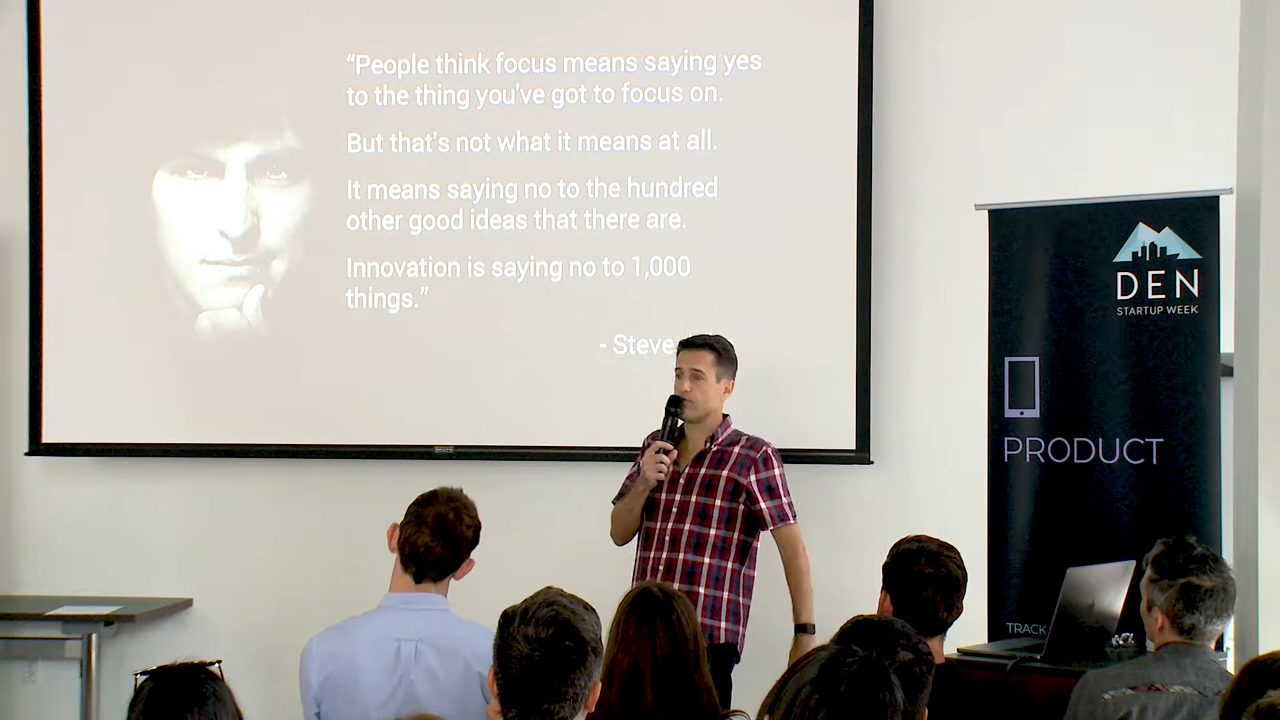 “People think focus means saying yes
to the thing you've got to focus on.
But that's not what it means at all.
It means saying no to the hundred
other good ideas that there are.
Innovation is saying no to 1,000
things.”
- Steve
DEN
STARTUP WEEK
PRODUCT
TRACK